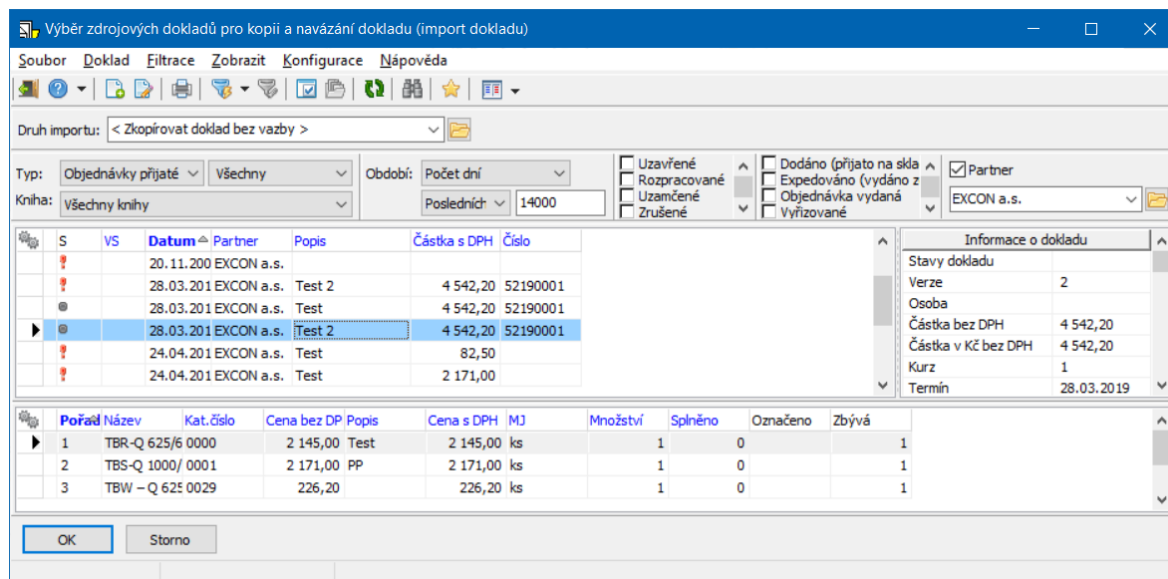 Výběr zdrojových dokladů pro kopii a navázání dokladu (import dokladu)
Soubor Doklad Filtrace Zobrazit Konfigurace Nápověda
Druh importu: < Zkopírovat doklad bez vazby >
Typ: Objednávky přijaté Všechny Období: Počet dní
Kniha: Všechny knihy Posledních 14000
Uzavřené
Rozpracované
Uzamčené
Zrušené
Dodáno (přijato na skla
Expedováno (vydáno z
Objednávka vydaná
Vyřizované
Partner
EXCON a.s.
S VS Datum Partner Popis Částka s DPH Číslo
20.11.200 EXCON a.s.
28.03.201 EXCON a.s. Test 2 4 542,20 52190001
28.03.201 EXCON a.s. Test 4 542,20 52190001
28.03.201 EXCON a.s. Test 2 4 542,20 52190001
24.04.201 EXCON a.s. Test 82,50
24.04.201 EXCON a.s. Test 2 171,00
Informace o dokladu
Stavy dokladu
Verze 2
Osoba
Částka bez DPH 4 542,20
Částka v Kč bez DPH 4 542,20
Kurz 1
Termín 28.03.2019
Pořad Název Kat.číslo Cena bez DP Popis Cena s DPH MJ Množství Splněno Označeno Zbývá
1 TBR-Q 625/6 0000 2 145,00 Test 2 145,00 ks 1 0 1
2 TBS-Q 1000/ 0001 2 171,00 PP 2 171,00 ks 1 0 1
3 TBW – Q 625 0029 226,20 226,20 ks 1 0 1
OK Storno